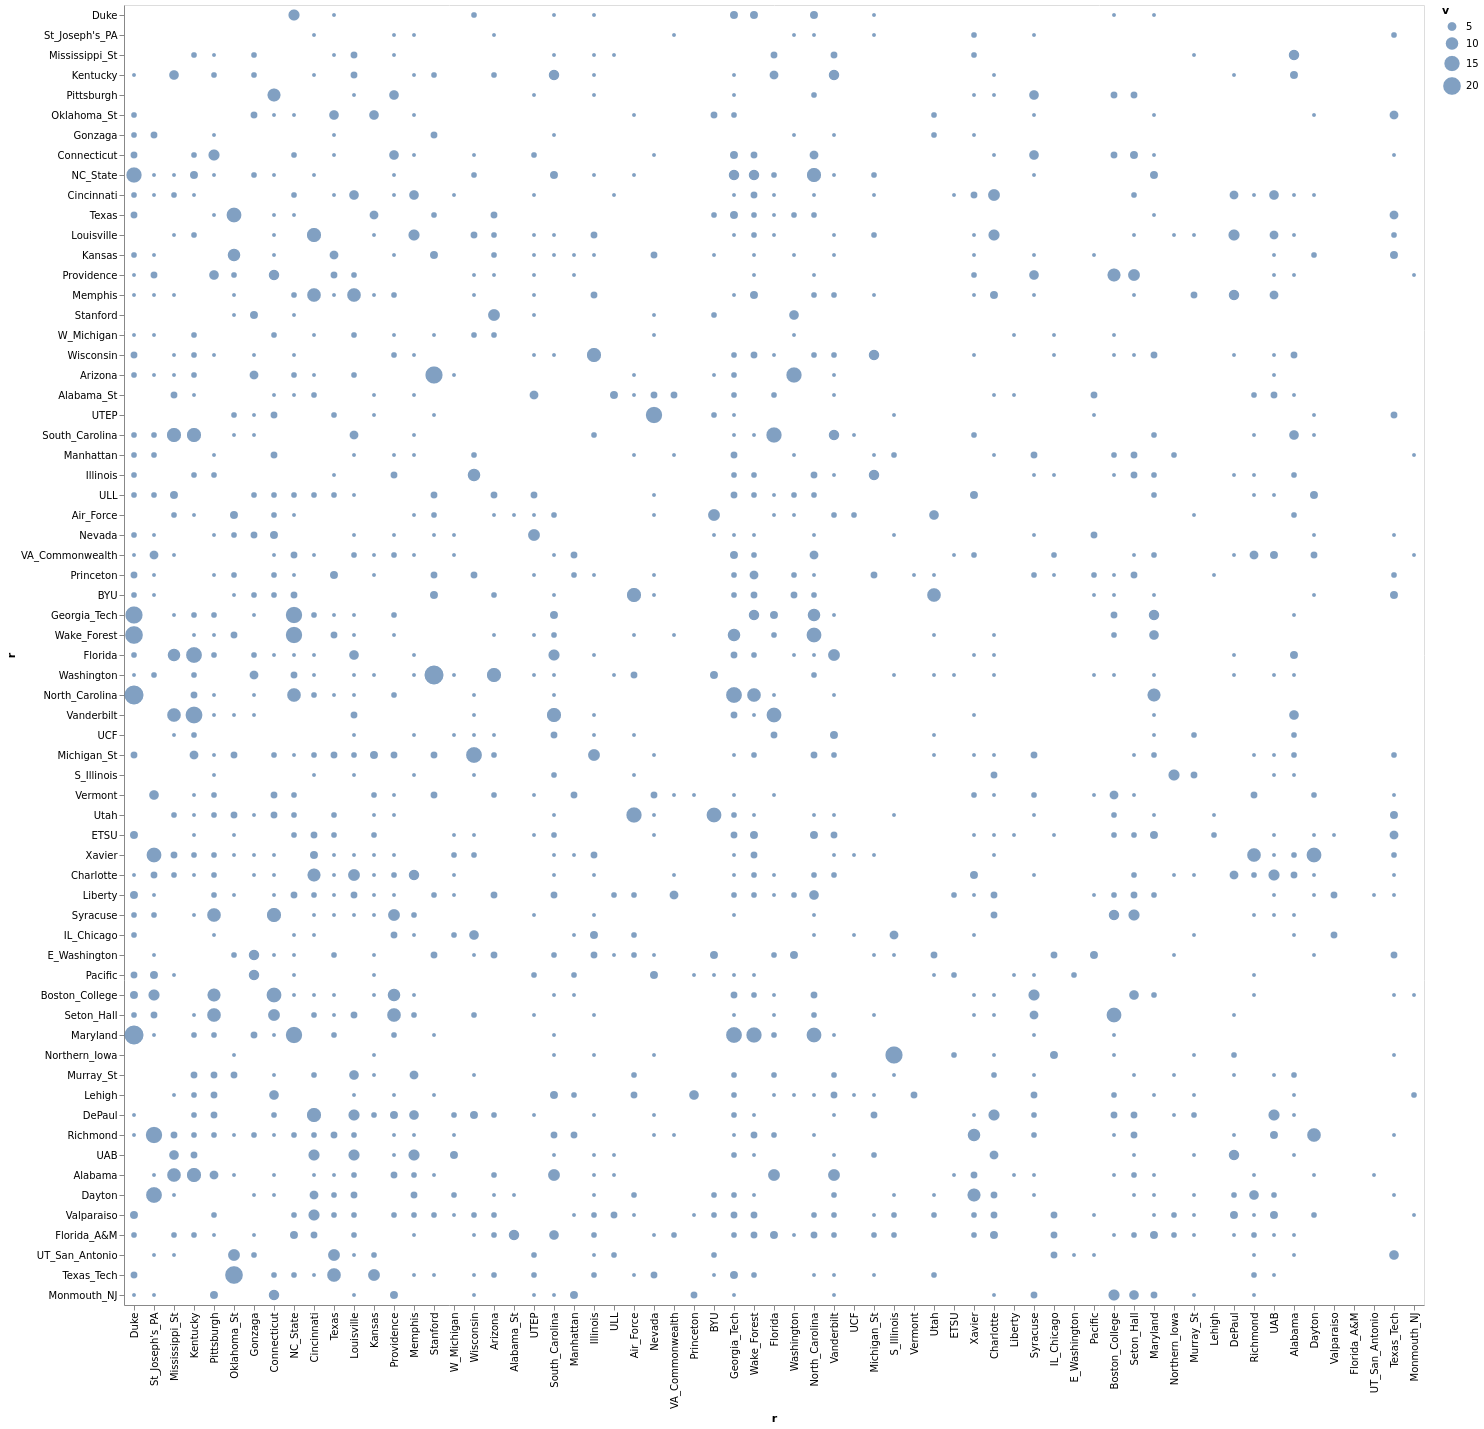 v
5
10
15
20
Duke
St_Joseph's_PA
Mississippi_St
Kentucky
Pittsburgh
Oklahoma_St
Gonzaga
Connecticut
NC_State
Cincinnati
Texas
Louisville
Kansas
Providence
Memphis
Stanford
W_Michigan
Wisconsin
Arizona
Alabama_St
UTEP
South_Carolina
Manhattan
Illinois
ULL
Air_Force
Nevada
VA_Commonwealth
Princeton
BYU
Georgia_Tech
Wake_Forest
Florida
Washington
North_Carolina
Vanderbilt
UCF
Michigan_St
S_Illinois
Vermont
Utah
ETSU
Xavier
Charlotte
Liberty
Syracuse
IL_Chicago
E_Washington
Pacific
Boston_College
Seton_Hall
Maryland
Northern_Iowa
Murray_St
Lehigh
DePaul
Richmond
UAB
Alabama
Dayton
Valparaiso
Florida_A&M
UT_San_Antonio
Texas_Tech
Monmouth_NJ
r
Duke
St_Joseph's_PA
Mississippi_St
Kentucky
Pittsburgh
Oklahoma_St
Gonzaga
Connecticut
NC_State
Cincinnati
Texas
Louisville
Kansas
Providence
Memphis
Stanford
W_Michigan
Wisconsin
Arizona
Alabama_St
UTEP
South_Carolina
Manhattan
Illinois
ULL
Air_Force
Nevada
VA_Commonwealth
Princeton
BYU
Georgia_Tech
Wake_Forest
Florida
Washington
North_Carolina
Vanderbilt
UCF
Michigan_St
S_Illinois
Vermont
Utah
ETSU
Xavier
Charlotte
Liberty
Syracuse
IL_Chicago
E_Washington
Pacific
Boston_College
Seton_Hall
Maryland
Northern_Iowa
Murray_St
Lehigh
DePaul
Richmond
UAB
Alabama
Dayton
Valparaiso
Florida_A&M
UT_San_Antonio
Texas_Tech
Monmouth_NJ
r